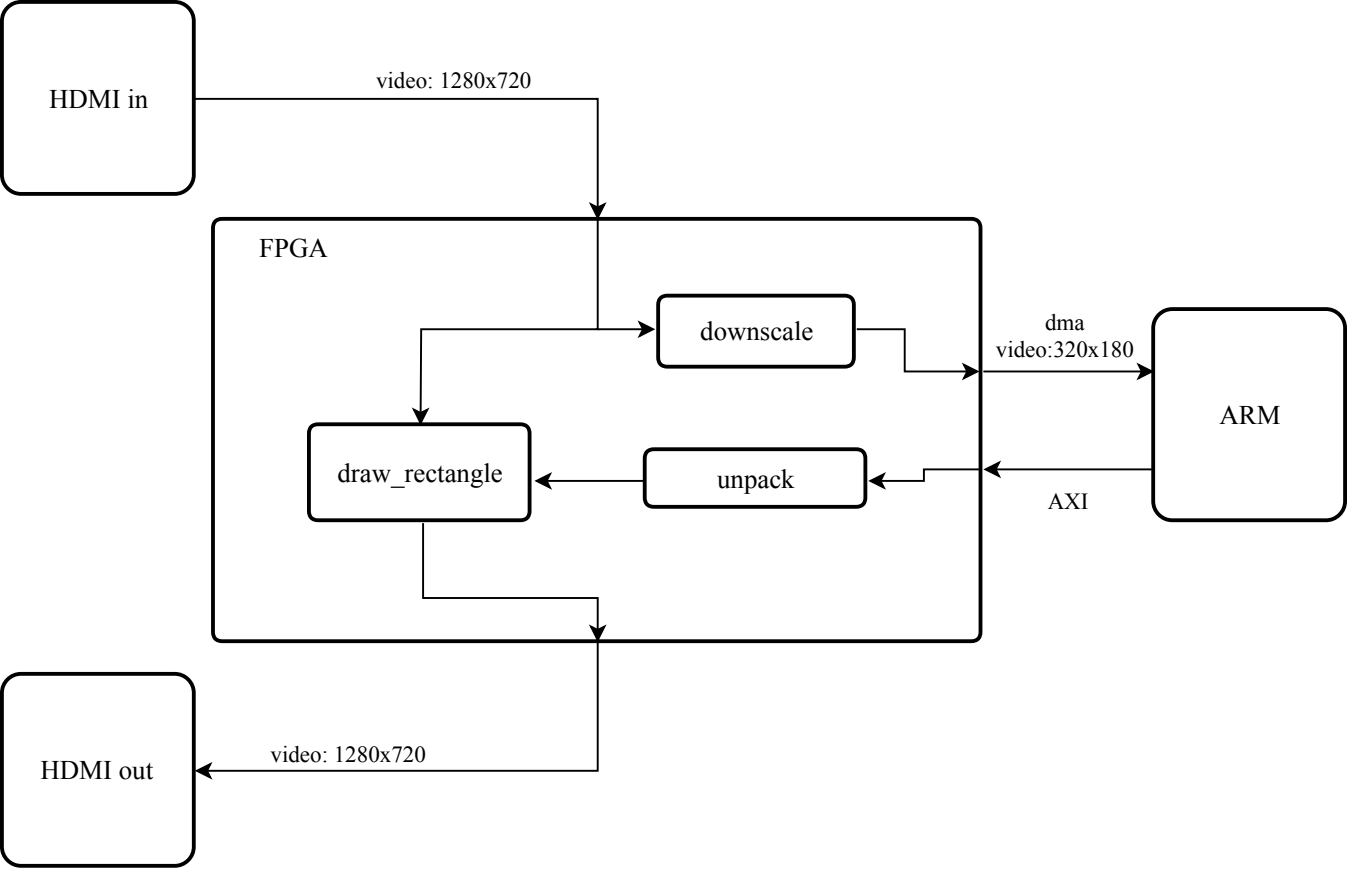 HDMI in
video: 1280x720
FPGA
downscale
dma
video:320x180
ARM
draw_rectangle
unpack
AXI
video: 1280x720
HDMI out